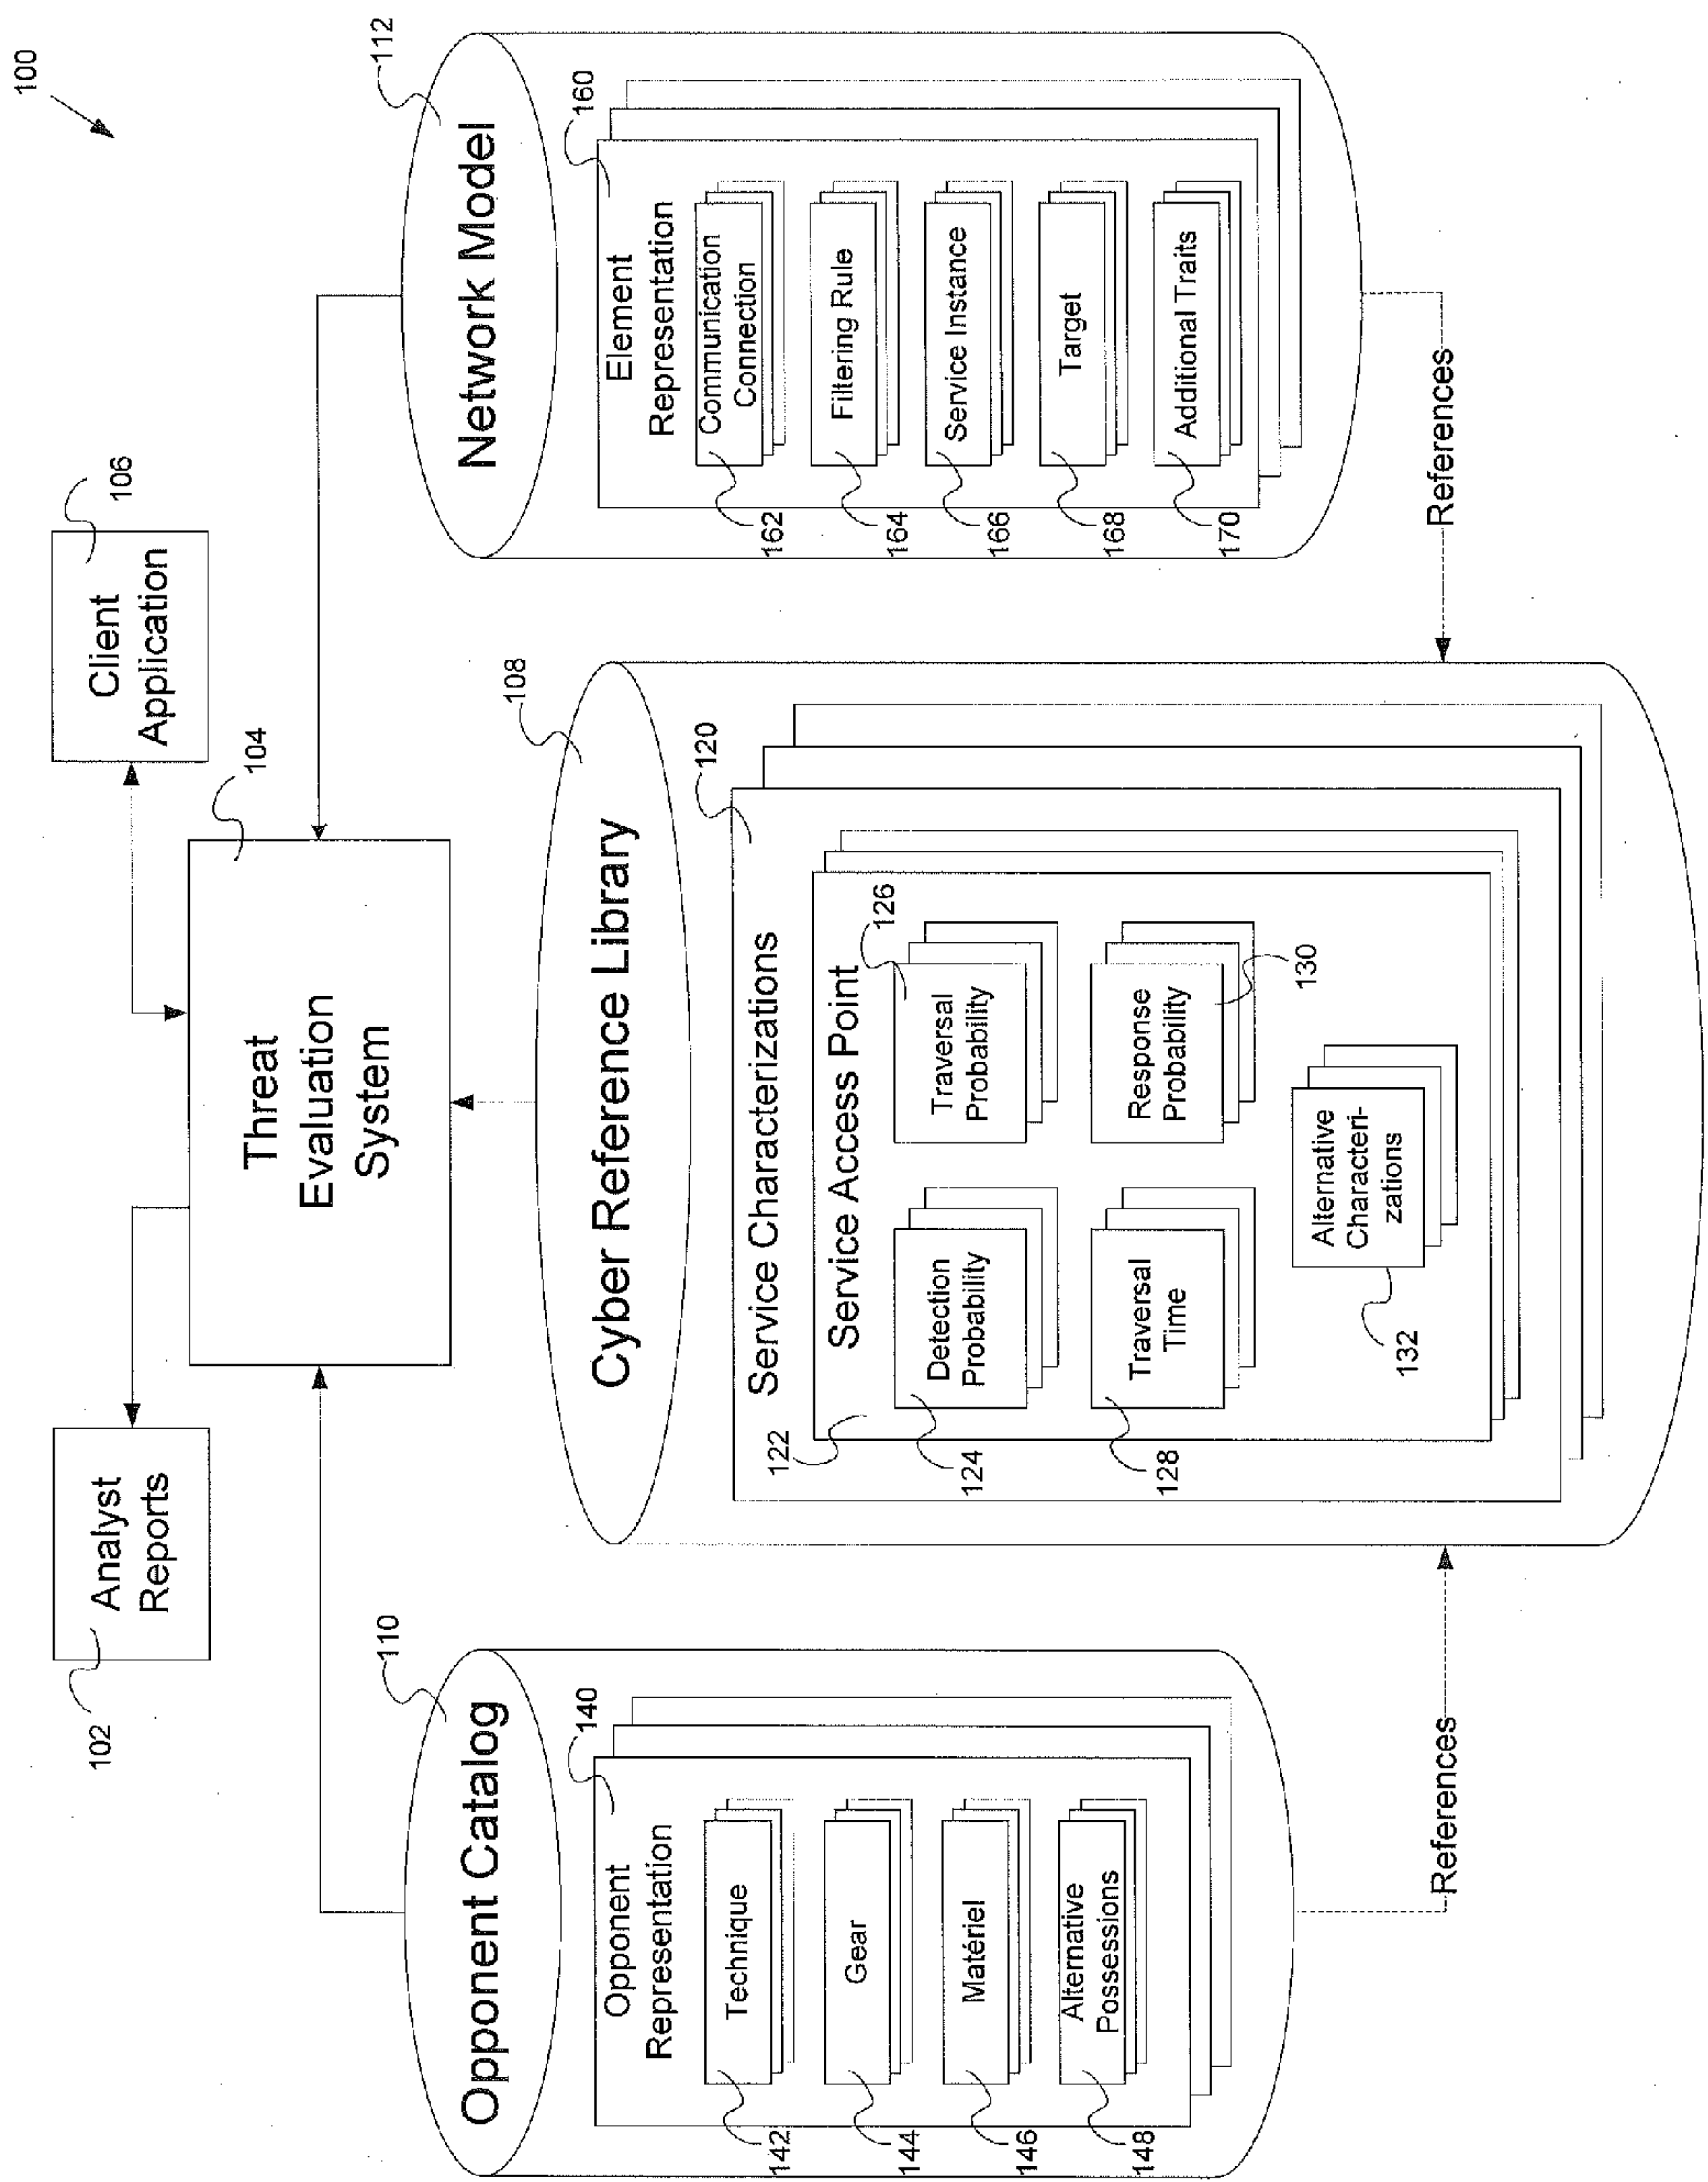 100
102
Analyst
Reports
Client
Application
106
Threat
Evaluation
System
104
110
Opponent Catalog
Opponent
Representation
140
Technique
142
Gear
144
Matériel
146
Alternative
Possessions
148
References
108
Cyber Reference Library
Service Characterizations
120
Service Access Point
122
Detection
Probability
124
Traversal
Probability
126
Traversal
Time
128
Response
Probability
130
Alternative
Characteri-
zations
132
112
Network Model
Element
Representation
160
Communication
Connection
162
Filtering Rule
164
Service Instance
166
Target
168
Additional Traits
170
References